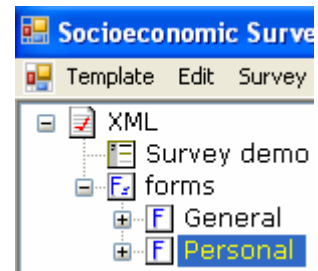 Socioeconomic Surve
Template Edit Survey
XML
Survey demo
forms
General
Personal